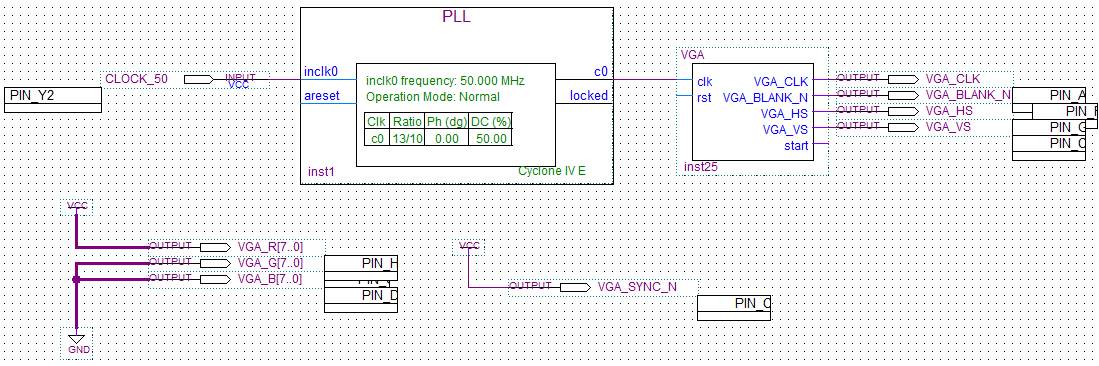 PLL
CLOCK_50
INPUT
VCC
PIN_Y2
inclk0
areset
inclk0 frequency: 50.000 MHz
Operation Mode: Normal
Clk Ratio Ph (dg) DC (%)
c0 13/10 0.00 50.00
c0
locked
inst1
Cyclone IV E
VGA
clk
rst
VGA_CLK
VGA_BLANK_N
VGA_HS
VGA_VS
start
inst25
OUTPUT VGA_CLK
OUTPUT VGA_BLANK_N
OUTPUT VGA_HS
OUTPUT VGA_VS
PIN_A
PIN_C
VCC
OUTPUT VGA_R[7..0]
OUTPUT VGA_G[7..0]
OUTPUT VGA_B[7..0]
PIN_H
PIN_D
GND
VCC
OUTPUT VGA_SYNC_N
PIN_C